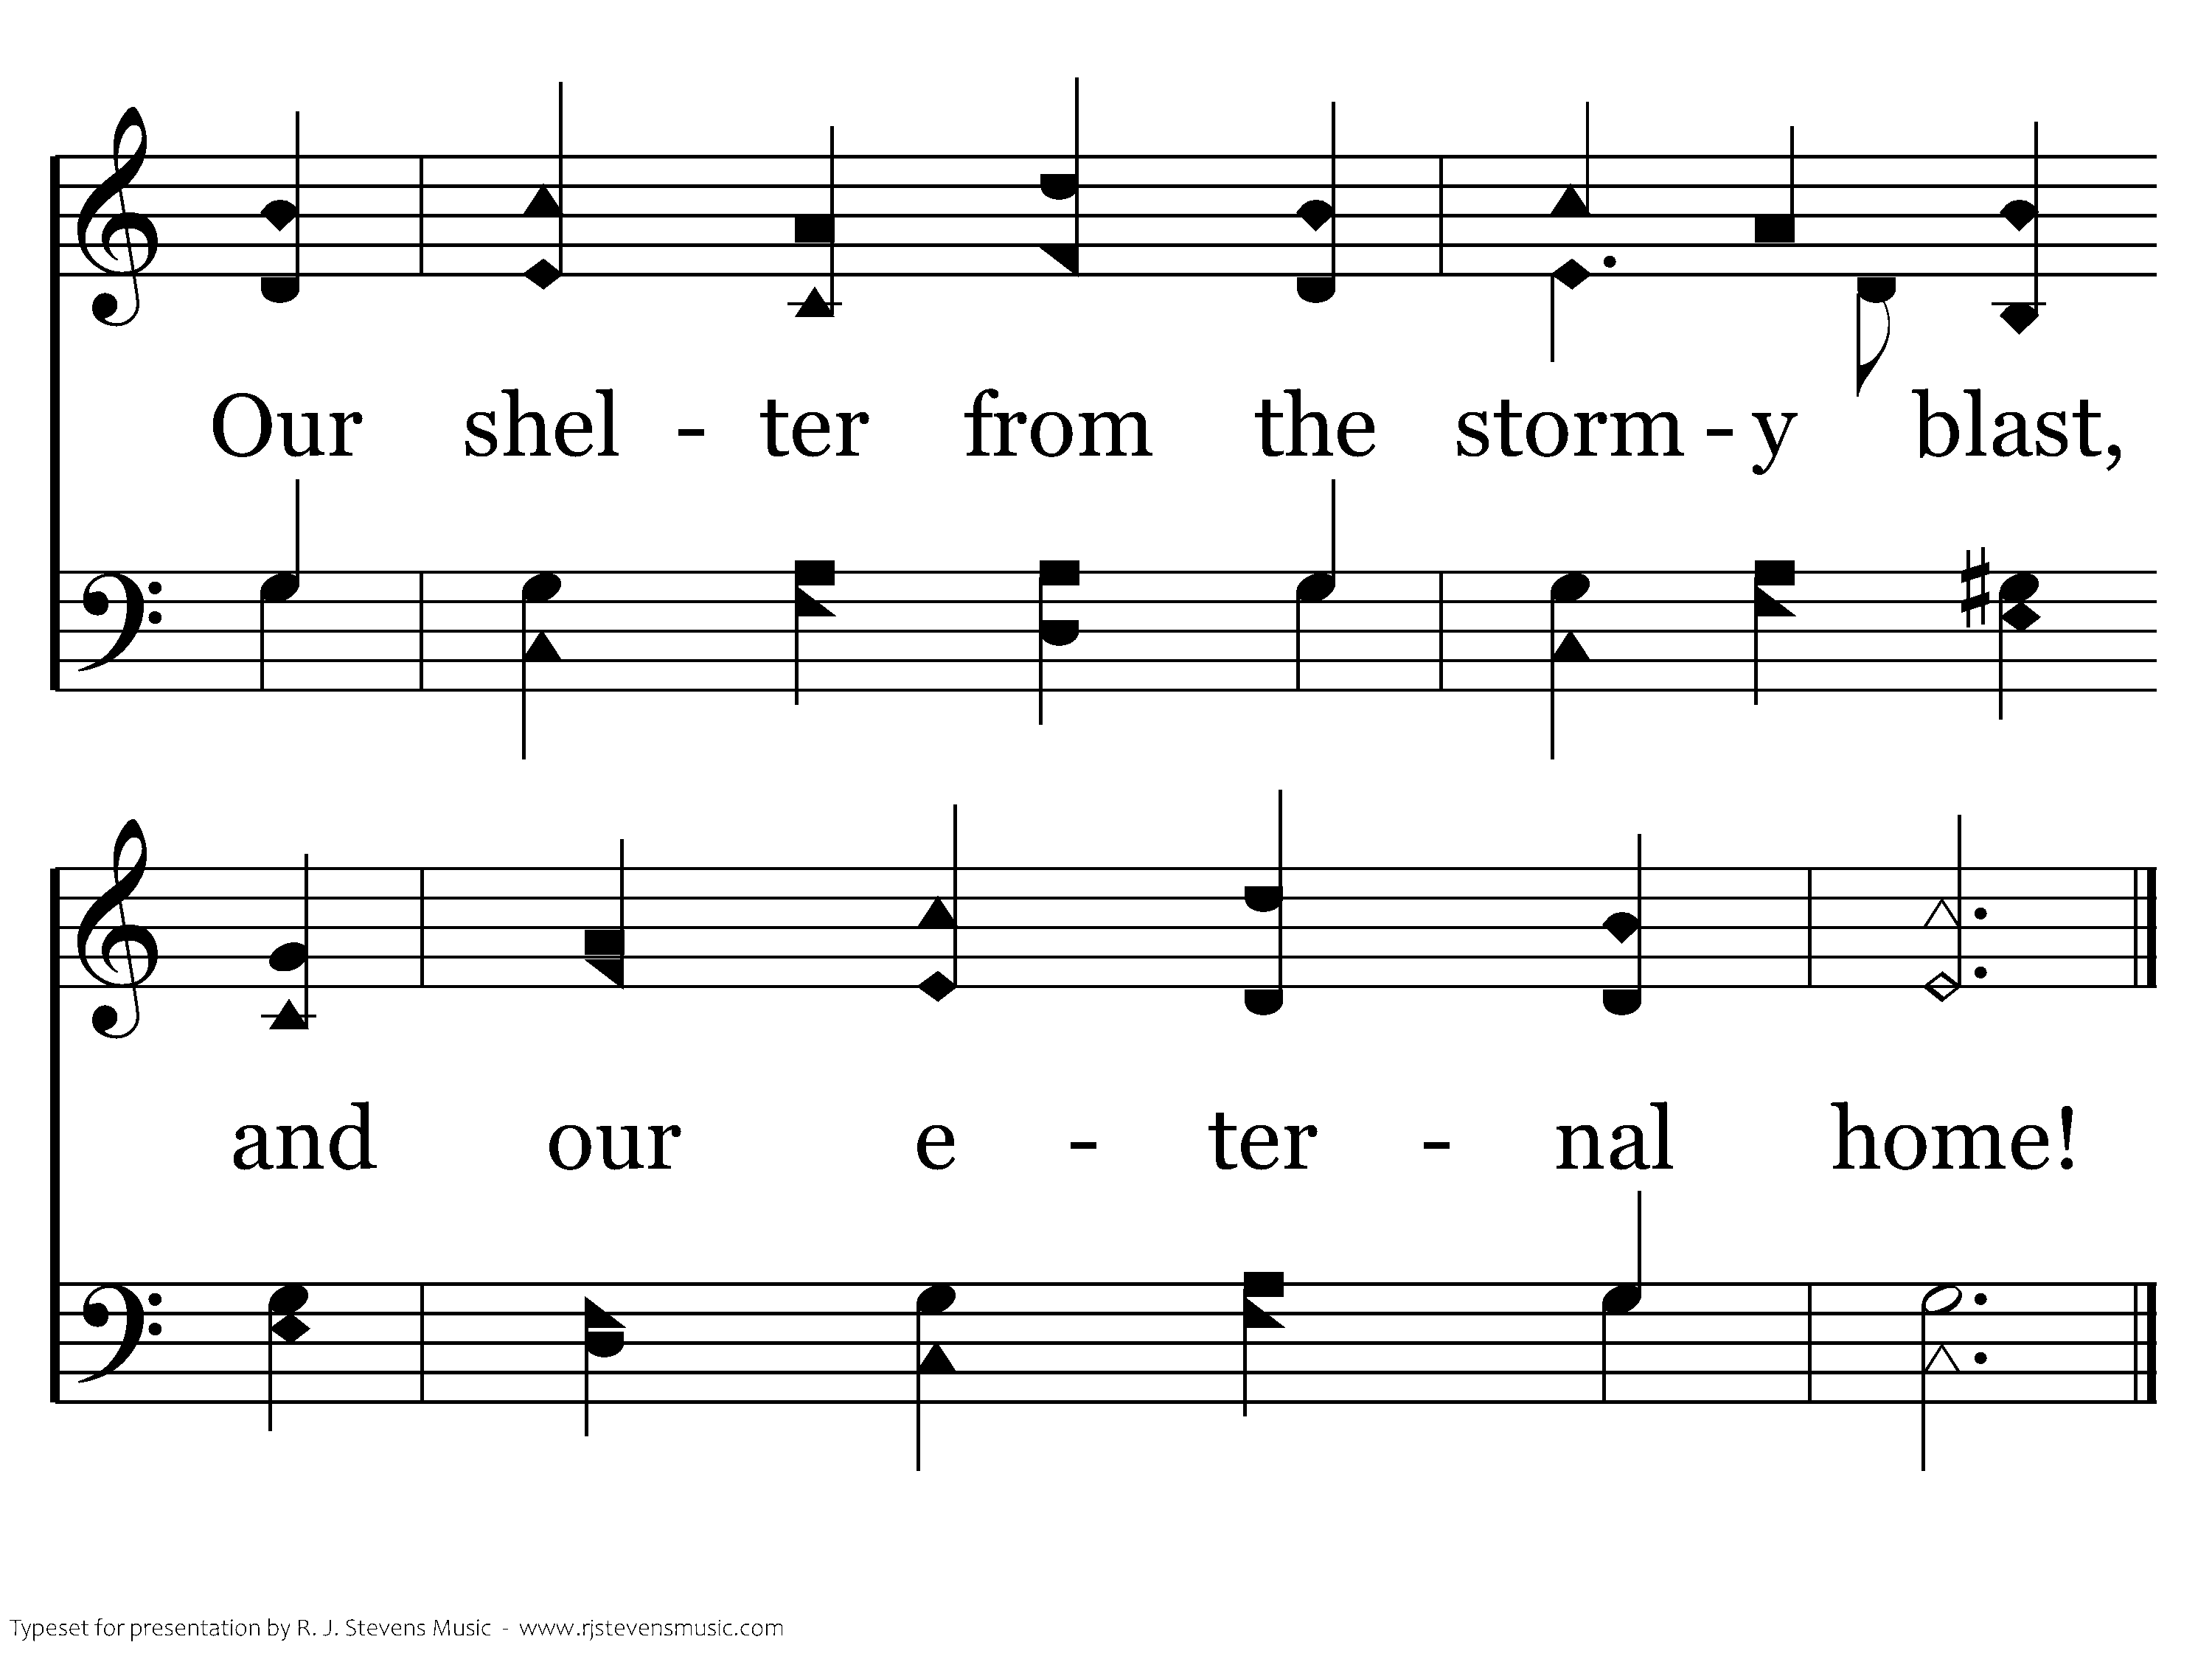 Our shel - ter from the storm - y blast,
and our e - ter - nal home!
Typeset for presentation by R. J. Stevens Music - www.rjstevensmusic.com